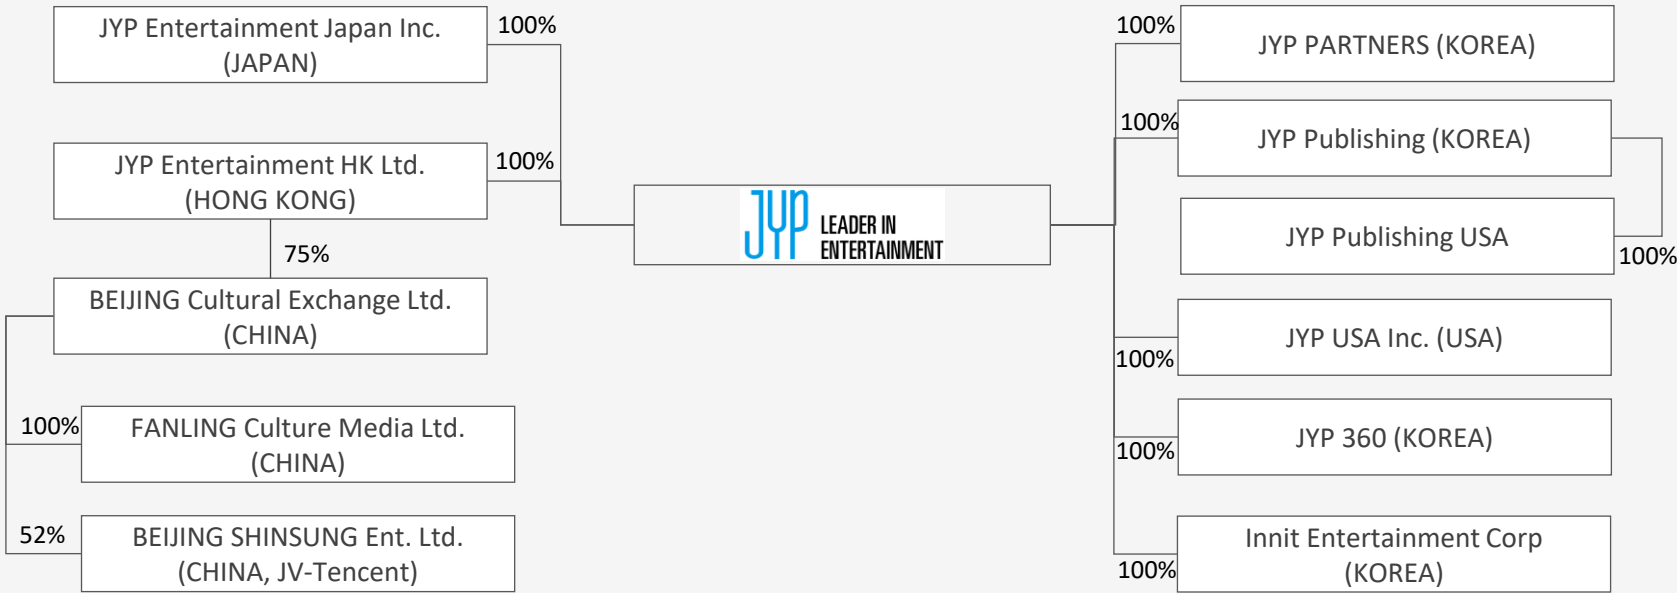 JYP Entertainment Japan Inc.
(JAPAN)
100%
JYP Entertainment HK Ltd.
(HONG KONG)
100%
75%
BEIJING Cultural Exchange Ltd.
(CHINA)
100%
FANLING Culture Media Ltd.
(CHINA)
52%
BEIJING SHINSUNG Ent. Ltd.
(CHINA, JV-Tencent)
JYP LEADER IN
ENTERTAINMENT
100%
JYP PARTNERS (KOREA)
100%
JYP Publishing (KOREA)
JYP Publishing USA
100%
JYP USA Inc. (USA)
100%
JYP 360 (KOREA)
100%
Innit Entertainment Corp
(KOREA)
100%